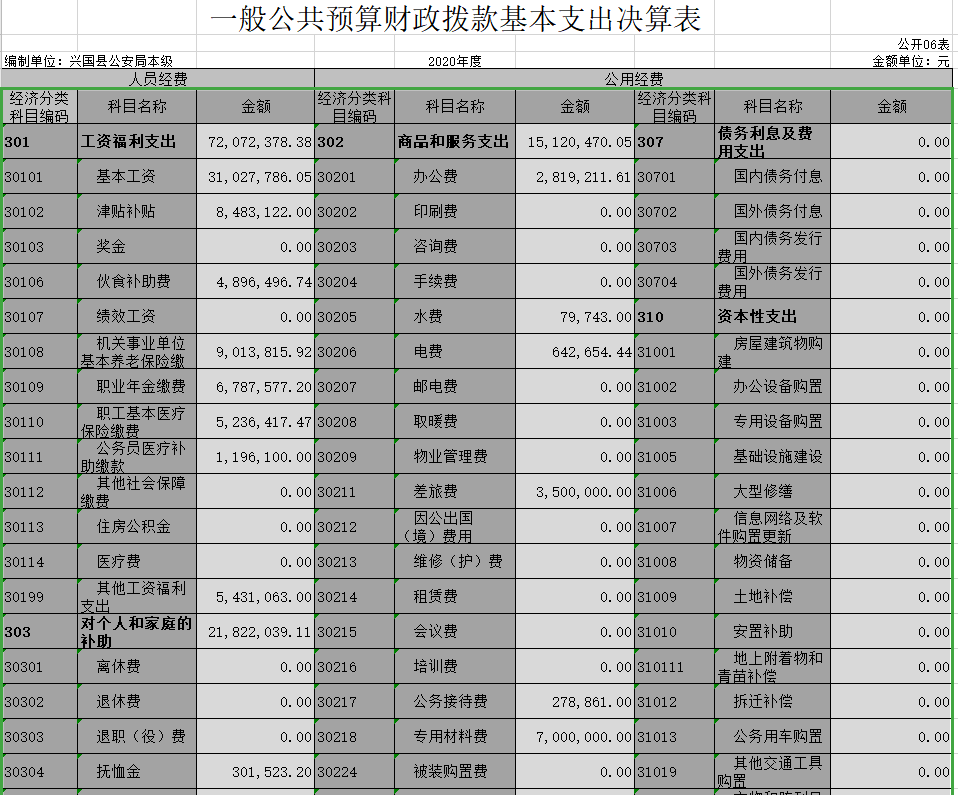 一般公共预算财政拨款基本支出决算表
公开06表
编制单位：兴国县公安局本级 2020年度 金额单位：元
人员经费 公用经费
经济分类科目编码 科目名称 金额 经济分类科目编码 科目名称 金额 经济分类科目编码 科目名称 金额
301 工资福利支出 72,072,378.38 302 商品和服务支出 15,120,470.05 307 债务利息及费用支出 0.00
30101 基本工资 31,027,786.05 30201 办公费 2,819,211.61 30701 国内债务付息 0.00
30102 津贴补贴 8,483,122.00 30202 印刷费 0.00 30702 国外债务付息 0.00
30103 奖金 0.00 30203 咨询费 0.00 30703 国内债务发行费用 0.00
30106 伙食补助费 4,896,496.74 30204 手续费 0.00 30704 国外债务发行费用 0.00
30107 绩效工资 0.00 30205 水费 79,743.00 310 资本性支出 0.00
30108 机关事业单位基本养老保险缴 9,013,815.92 30206 电费 642,654.44 31001 房屋建筑物购建 0.00
30109 职业年金缴费 6,787,577.20 30207 邮电费 0.00 31002 办公设备购置 0.00
30110 职工基本医疗保险缴费 5,236,417.47 30208 取暖费 0.00 31003 专用设备购置 0.00
30111 公务员医疗补助缴款 1,196,100.00 30209 物业管理费 0.00 31005 基础设施建设 0.00
30112 其他社会保障缴费 0.00 30211 差旅费 3,500,000.00 31006 大型修缮 0.00
30113 住房公积金 0.00 30212 因公出国（境）费用 0.00 31007 信息网络及软件购置更新 0.00
30114 医疗费 0.00 30213 维修（护）费 0.00 31008 物资储备 0.00
30199 其他工资福利支出 5,431,063.00 30214 租赁费 0.00 31009 土地补偿 0.00
303 对个人和家庭的补助 21,822,039.11 30215 会议费 0.00 31010 安置补助 0.00
30301 离休费 0.00 30216 培训费 0.00 310111 地上附着物和青苗补偿 0.00
30302 退休费 0.00 30217 公务接待费 278,861.00 31012 拆迁补偿 0.00
30303 退职（役）费 0.00 30218 专用材料费 7,000,000.00 31013 公务用车购置 0.00
30304 抚恤金 301,523.20 30224 被装购置费 0.00 31019 其他交通工具购置 0.00